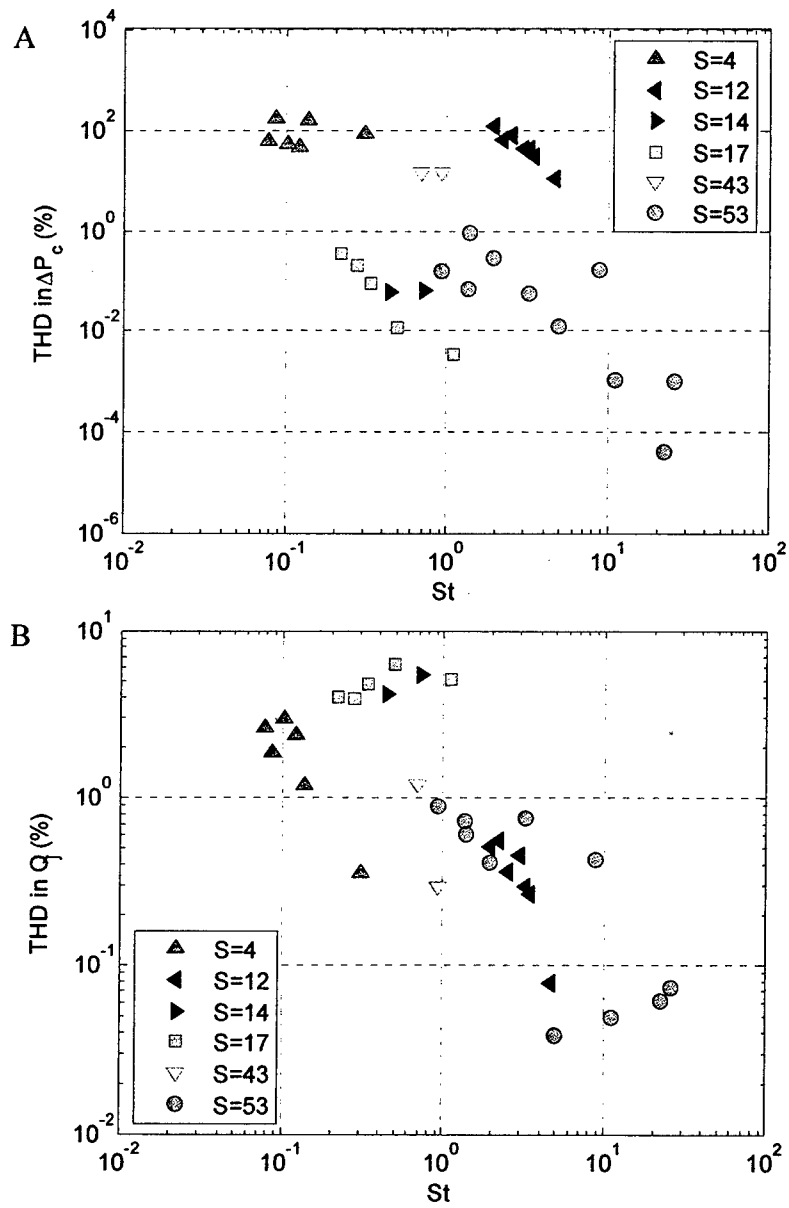 A
10^4
10^2
10^0
10^-2
10^-4
10^-6
THD in ΔP_c (%)
S=4
S=12
S=14
S=17
S=43
S=53
10^-2
10^-1
10^0
10^1
10^2
St
B
10^1
10^0
10^-1
10^-2
THD in Q_j (%)
S=4
S=12
S=14
S=17
S=43
S=53
10^-2
10^-1
10^0
10^1
10^2
St